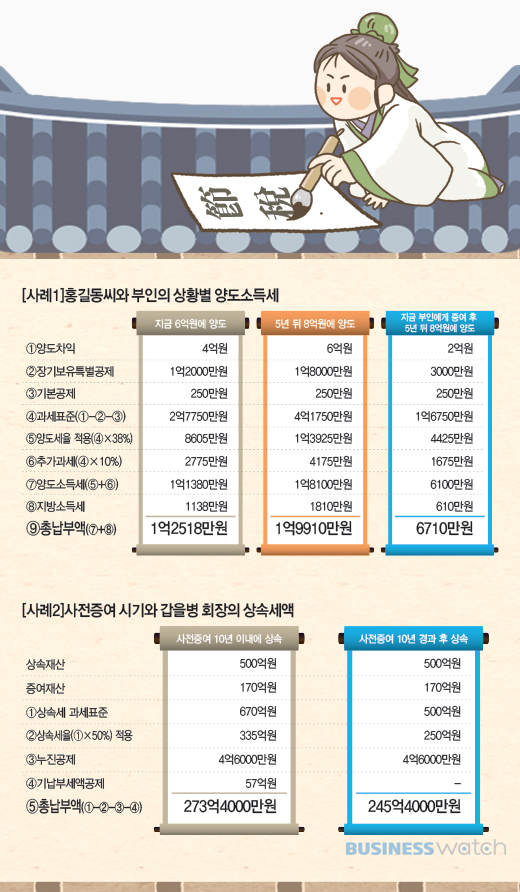 節稅
[사례1]홍길동씨와 부인의 상황별 양도소득세
지금 6억원에 양도 5년 뒤 8억원에 양도 지금 부인에게 증여 후
5년 뒤 8억원에 양도
①양도차익 4억원 6억원 2억원
②장기보유특별공제 1억2000만원 1억8000만원 3000만원
③기본공제 250만원 250만원 250만원
④과세표준(①-②-③) 2억7750만원 4억1750만원 1억6750만원
⑤양도세율 적용(④×38%) 8605만원 1억3925만원 4425만원
⑥추가과세(④×10%) 2775만원 4175만원 1675만원
⑦양도소득세(⑤+⑥) 1억1380만원 1억8100만원 6100만원
⑧지방소득세 1138만원 1810만원 610만원
⑨총납부액(⑦+⑧) 1억2518만원 1억9910만원 6710만원
[사례2]사전증여 시기와 갑을병 회장의 상속세액
사전증여 10년 이내에 상속 사전증여 10년 경과 후 상속
상속재산 500억원 500억원
증여재산 170억원 170억원
①상속세 과세표준 670억원 500억원
②상속세율(①×50%) 적용 335억원 250억원
③누진공제 4억6000만원 4억6000만원
④기납부세액공제 57억원 -
⑤총납부액(①-②-③-④) 273억4000만원 245억4000만원
BUSINESSwatch